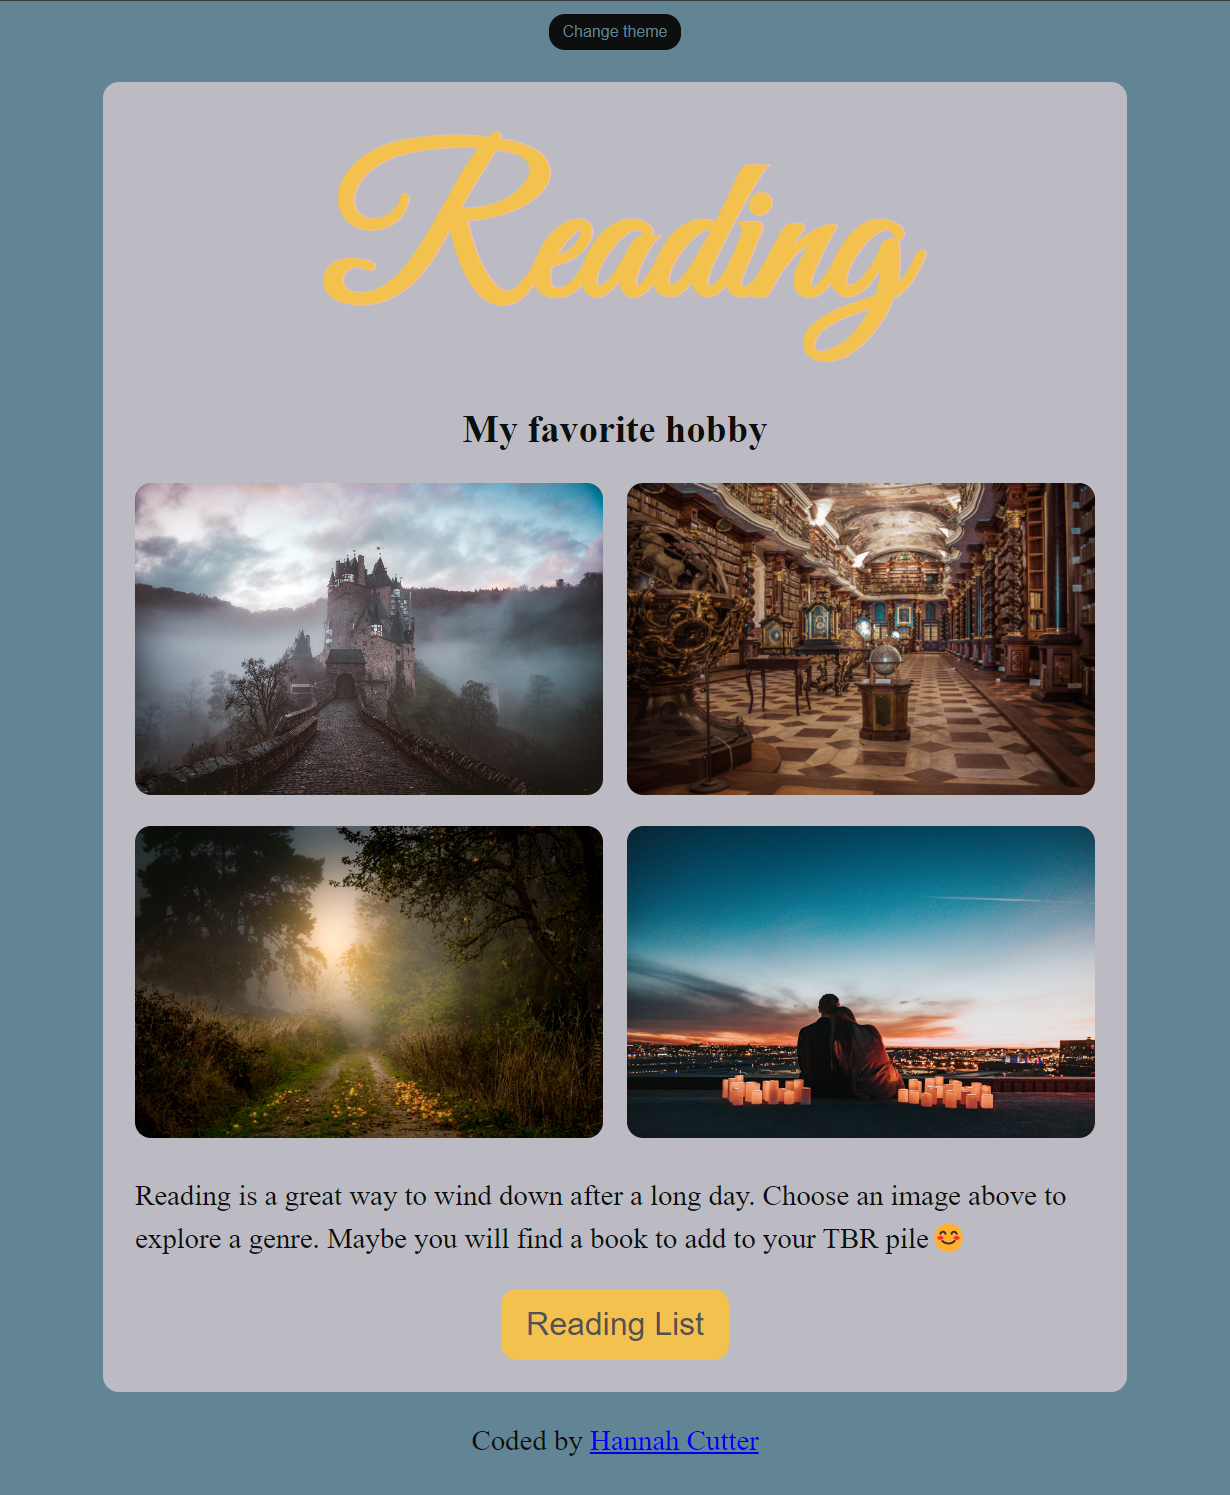 Change theme
Reading
My favorite hobby
Reading is a great way to wind down after a long day. Choose an image above to
explore a genre. Maybe you will find a book to add to your TBR pile 😊
Reading List
Coded by Hannah Cutter